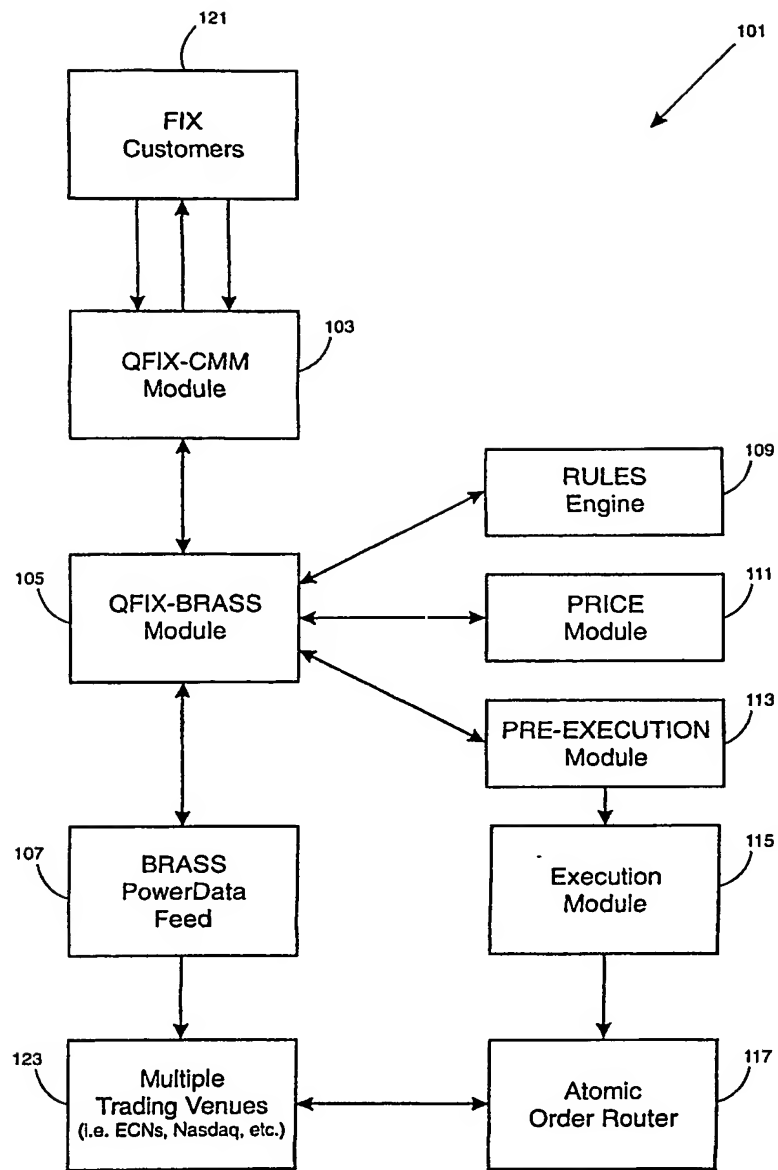 121
101
FIX
Customers
QFIX-CMM
Module
103
RULES
Engine
109
105
QFIX-BRASS
Module
PRICE
Module
111
PRE-EXECUTION
Module
113
107
BRASS
PowerData
Feed
Execution
Module
115
123
Multiple
Trading Venues
(i.e. ECNs, Nasdaq, etc.)
Atomic
Order Router
117